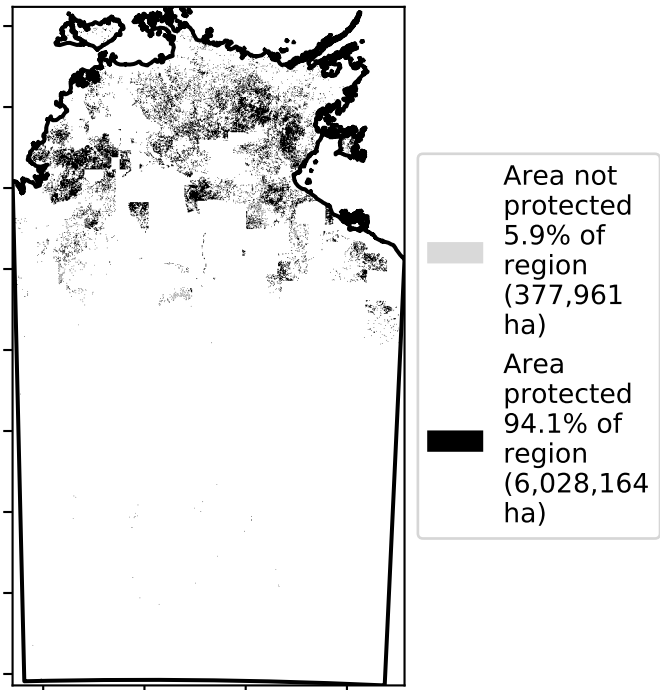 Area not
protected
5.9% of
region
(377,961
ha)
Area
protected
94.1% of
region
(6,028,164
ha)